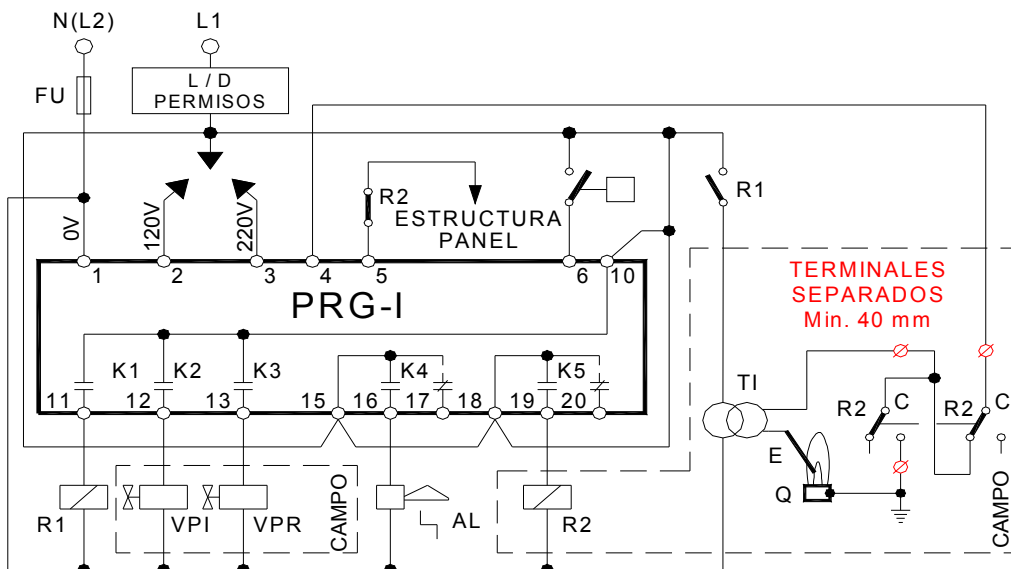 N(L2)
L1
FU
L / D
PERMISOS
0V
120V
220V
R2
ESTRUCTURA
PANEL
R1
1
2
3
4
5
6
10
PRG-I
TERMINALES
SEPARADOS
Min. 40 mm
K1
K2
K3
K4
K5
11
12
13
15
16
17
18
19
20
TI
R2
C
R2
C
E
Q
R1
VPI
VPR
CAMPO
AL
R2
CAMPO